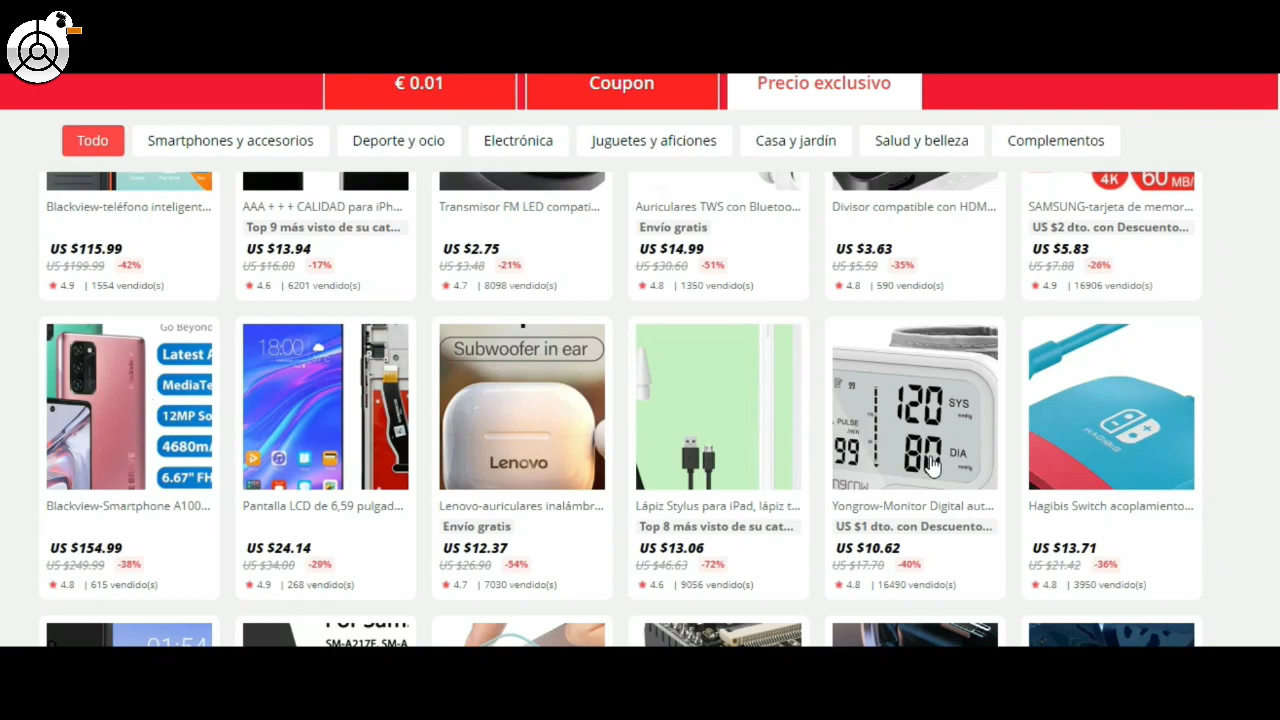 € 0.01 Coupon Precio exclusivo
Todo Smartphones y accesorios Deporte y ocio Electrónica Juguetes y aficiones Casa y jardín Salud y belleza Complementos
4K 60 MB/
Blackview-teléfono inteligent... AAA + + + CALIDAD para iPh... Transmisor FM LED compati... Auriculares TWS con Bluetoo... Divisor compatible con HDM... SAMSUNG-tarjeta de memor...
Top 9 más visto de su cat... Envío gratis US $2 dto. con Descuento...
US $115.99 US $13.94 US $2.75 US $14.99 US $3.63 US $5.83
US $199.99 -42% US $16.80 -17% US $3.48 -21% US $30.60 -51% US $5.59 -35% US $7.88 -26%
4.9 | 1554 vendido(s) 4.6 | 6201 vendido(s) 4.7 | 8098 vendido(s) 4.8 | 1350 vendido(s) 4.8 | 590 vendido(s) 4.9 | 16906 vendido(s)
Go Beyond
Latest A
MediaTe
12MP So
4680m
6.67" FH
18:00
Subwoofer in ear
Lenovo
99
120 SYS
mmHg
PULSE
/min
99 80 DIA
mmHg
HAGIBIS
Blackview-Smartphone A100... Pantalla LCD de 6,59 pulgad... Lenovo-auriculares inalámbr... Lápiz Stylus para iPad, lápiz t... Yongrow-Monitor Digital aut... Hagibis Switch acoplamiento...
Envío gratis Top 8 más visto de su cat... US $1 dto. con Descuento...
US $154.99 US $24.14 US $12.37 US $13.06 US $10.62 US $13.71
US $249.99 -38% US $34.00 -29% US $26.90 -54% US $46.63 -72% US $17.70 -40% US $21.42 -36%
4.8 | 615 vendido(s) 4.9 | 268 vendido(s) 4.7 | 7030 vendido(s) 4.6 | 9056 vendido(s) 4.8 | 16490 vendido(s) 4.8 | 3950 vendido(s)
SM-A217F, SM-A